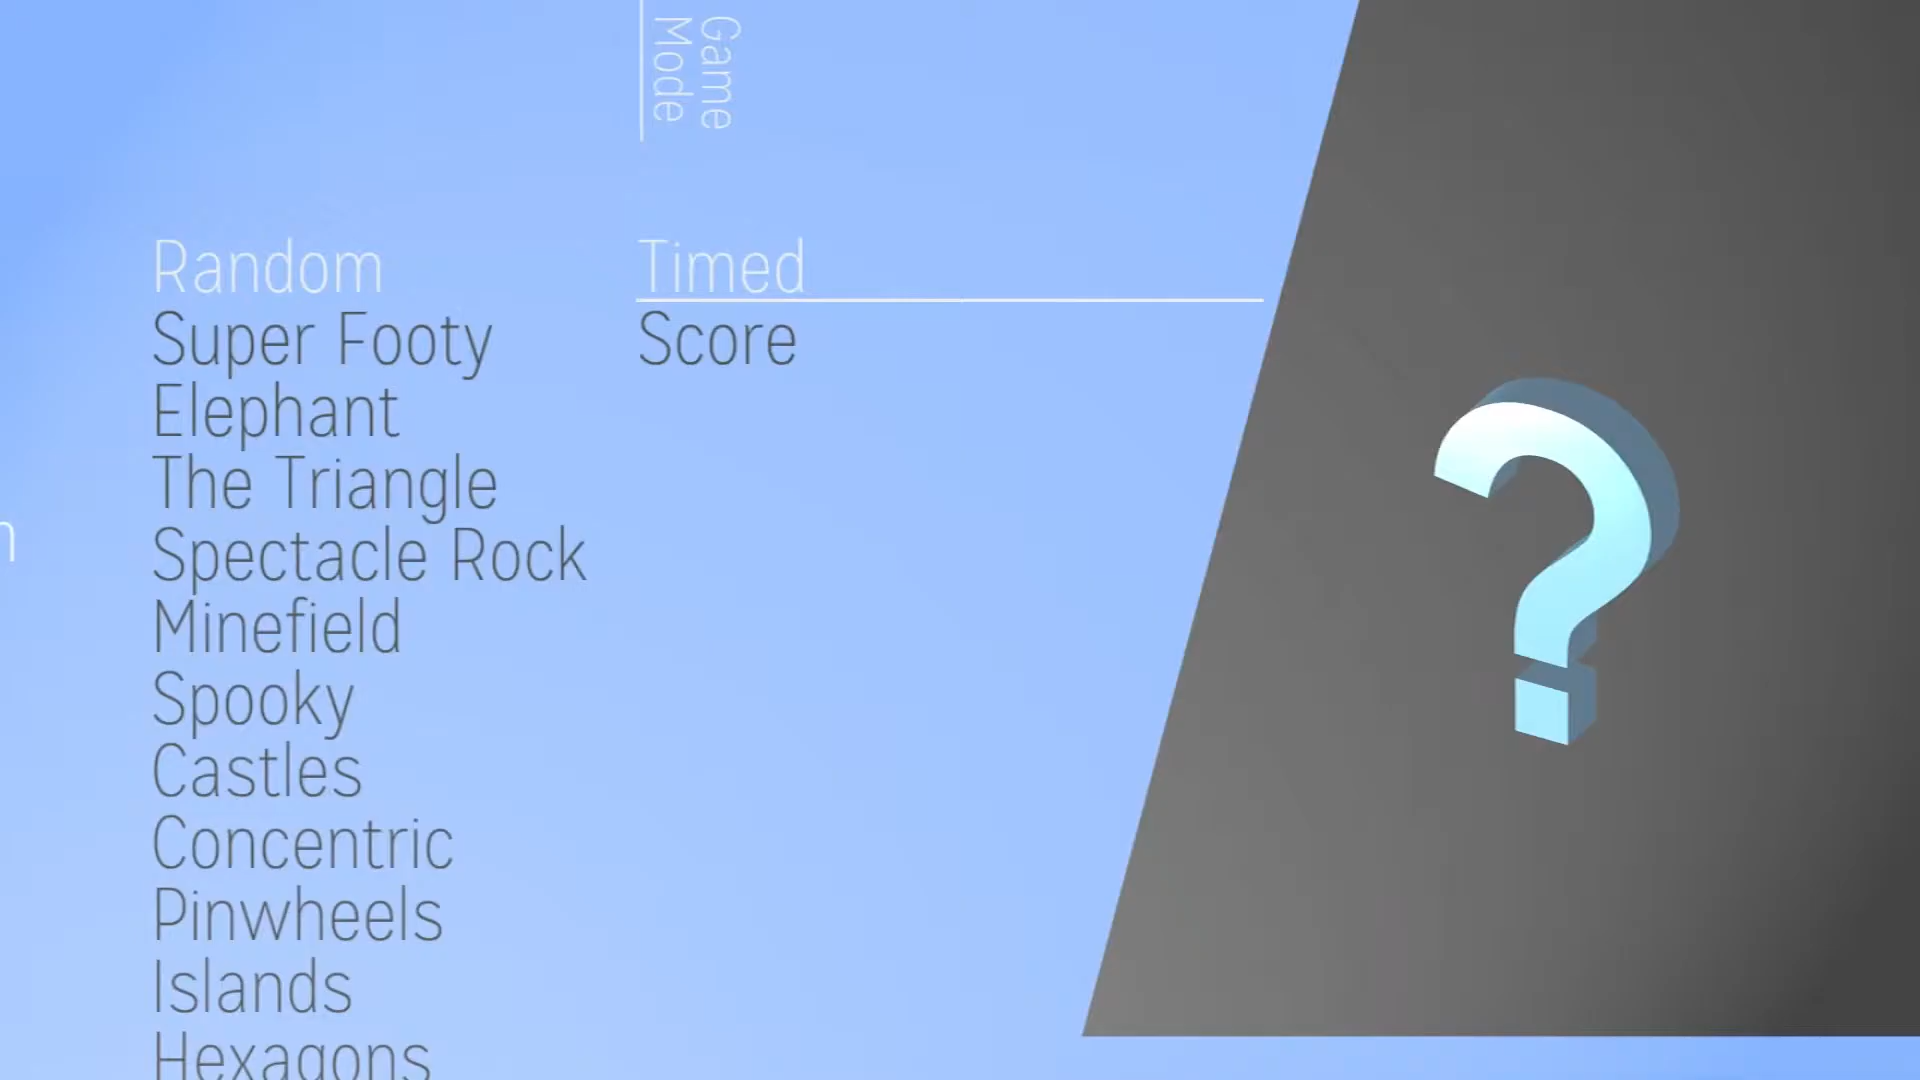 Game
Mode
Random
Super Footy
Elephant
The Triangle
Spectacle Rock
Minefield
Spooky
Castles
Concentric
Pinwheels
Islands
Hexagons
Timed
Score
?